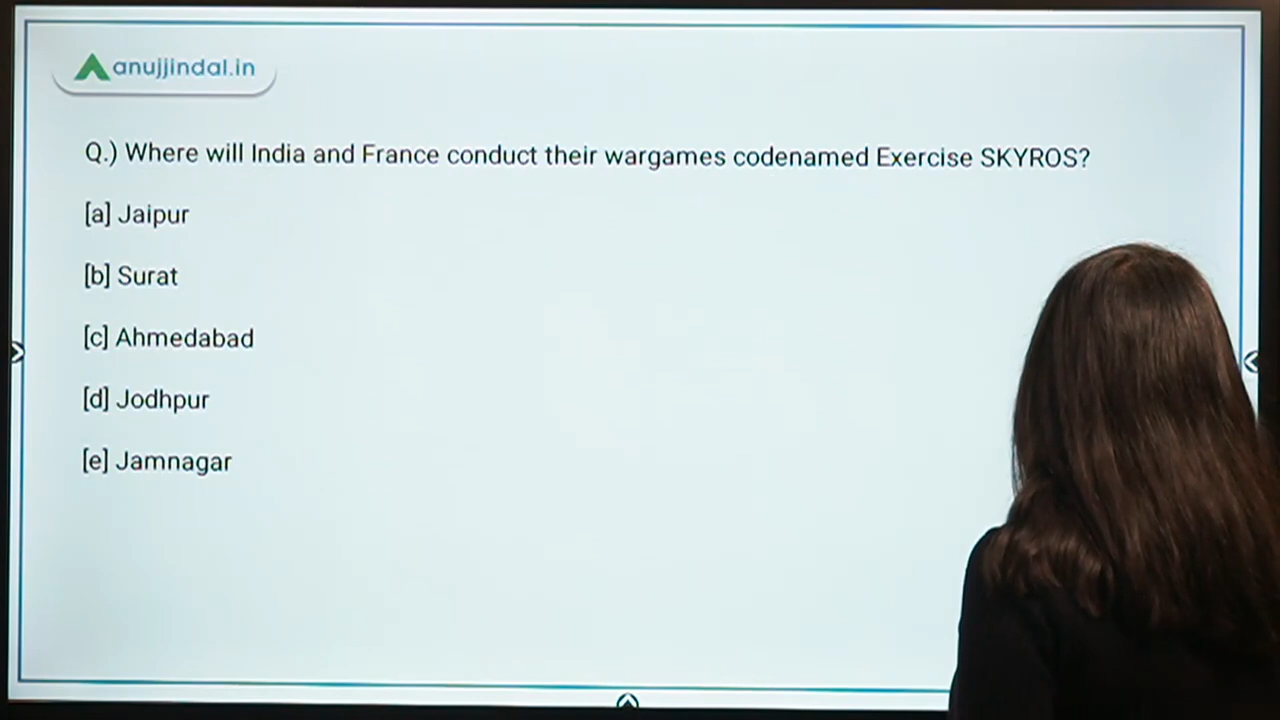 anujjindal.in
Q.) Where will India and France conduct their wargames codenamed Exercise SKYROS?
[a] Jaipur
[b] Surat
[c] Ahmedabad
[d] Jodhpur
[e] Jamnagar